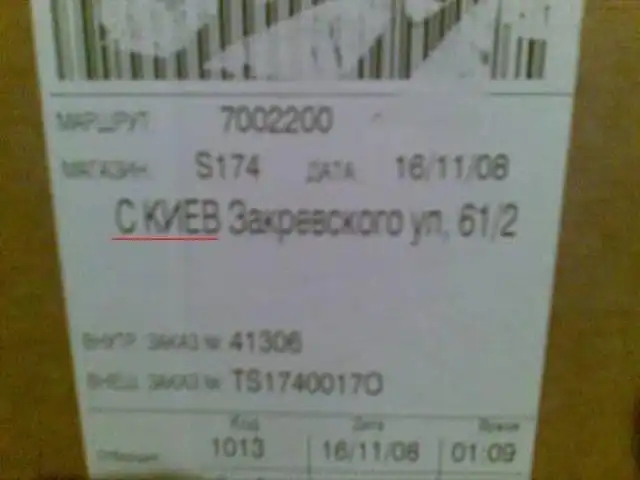 МАРШРУТ: 7002200
МАГАЗИН: S174 ДАТА: 16/11/08
С КИЕВ Закревского ул, 61/2
ВНУТР. ЗАКАЗ № 41306
ВНЕШ. ЗАКАЗ № TS1740017O
Код Дата Время
1013 16/11/08 01:09